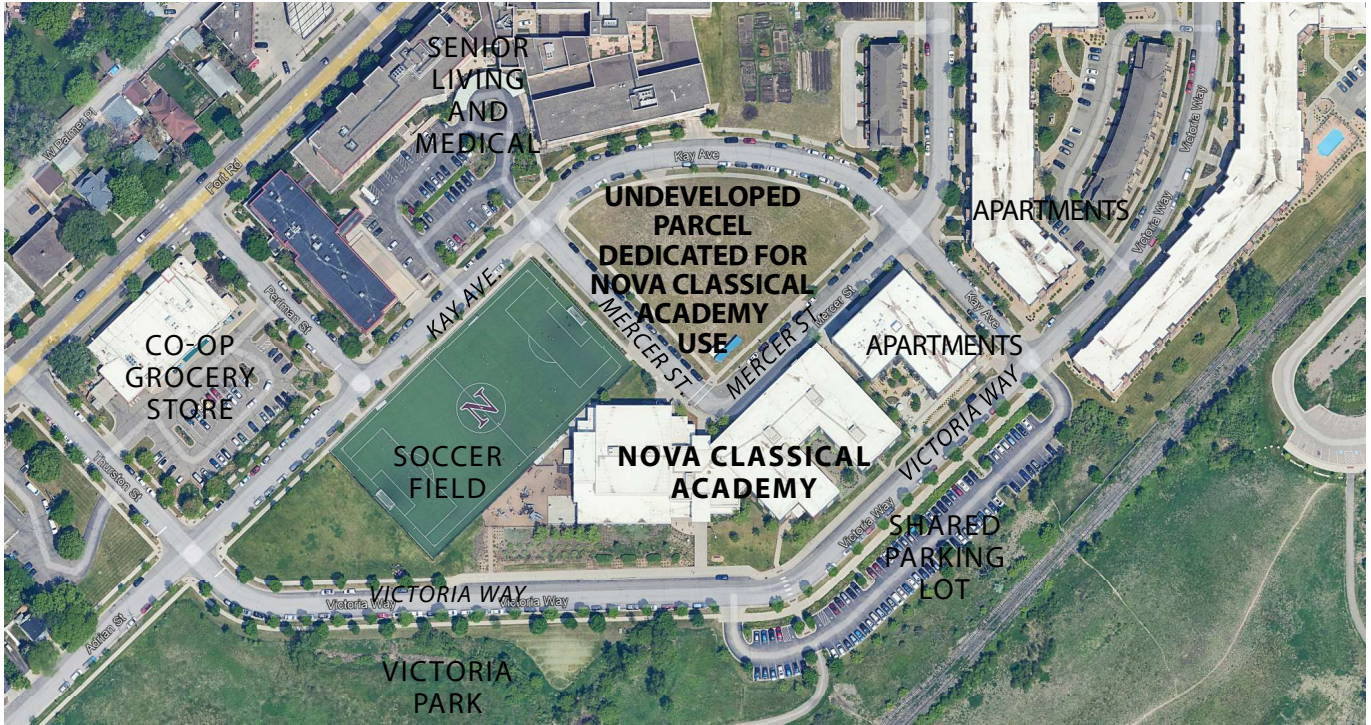 SENIOR
LIVING
AND
MEDICAL
W Palmer Pl
Fort Rd
Kay Ave
Victoria Way
UNDEVELOPED
PARCEL
DEDICATED FOR
NOVA CLASSICAL
ACADEMY
USE
APARTMENTS
Victoria Way
Perlman St
KAY AVE
MERCER ST
MERCER ST
Mercer St
Kay Ave
CO-OP
GROCERY
STORE
APARTMENTS
N
VICTORIA WAY
SOCCER
FIELD
NOVA CLASSICAL
ACADEMY
Thurston St
Victoria Way
SHARED
PARKING
LOT
VICTORIA WAY
Victoria Way
Victoria Way
Adrian St
VICTORIA
PARK